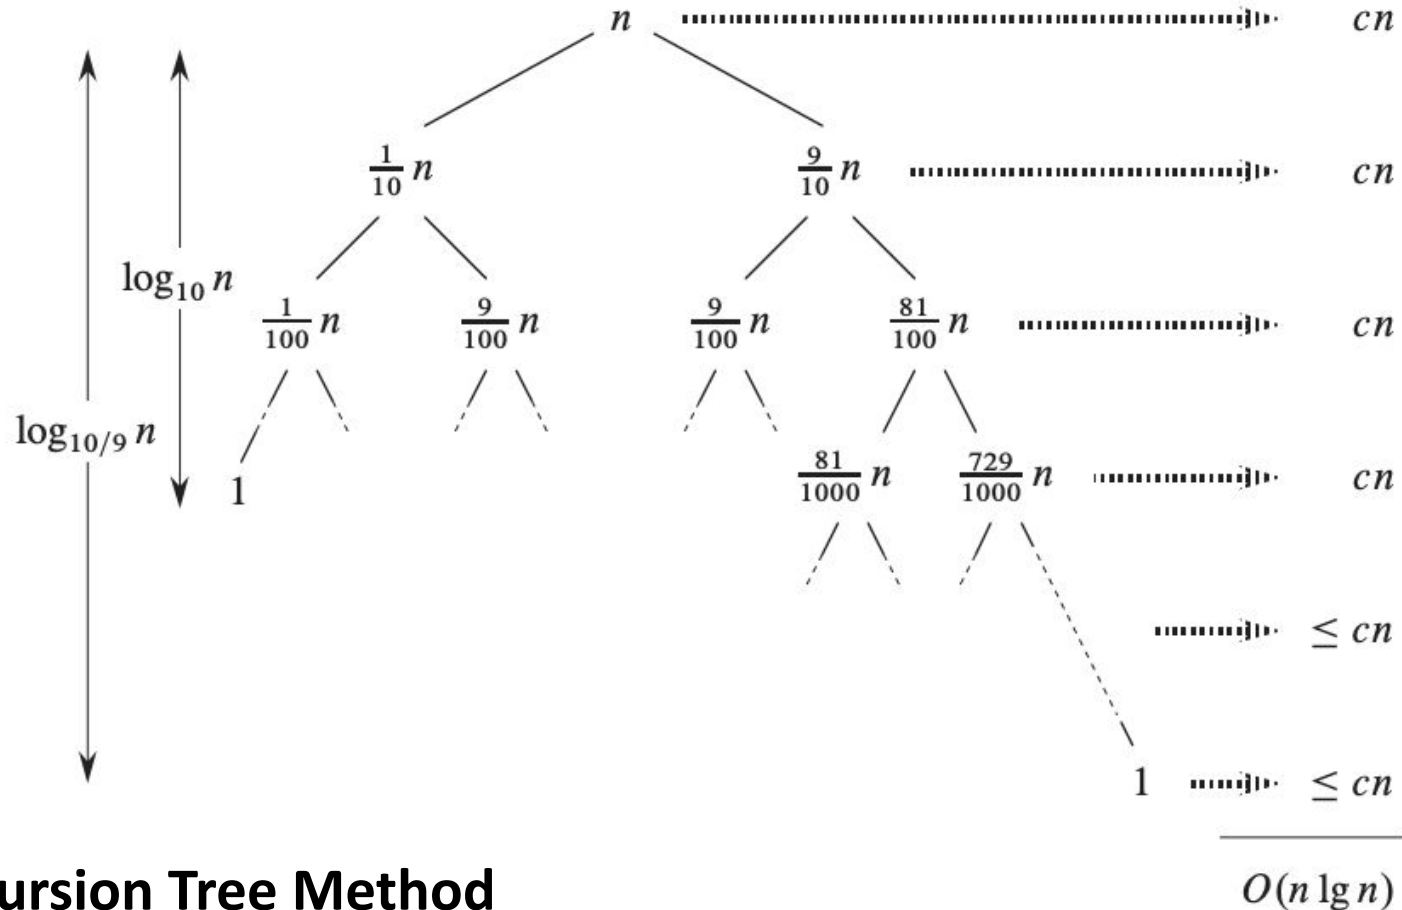 n cn
1/10 n 9/10 n cn
log₁₀ n
1/100 n 9/100 n 9/100 n 81/100 n cn
log₁₀/₉ n
1 81/1000 n 729/1000 n cn
≤ cn
1 ≤ cn
ursion Tree Method
O(n lg n)